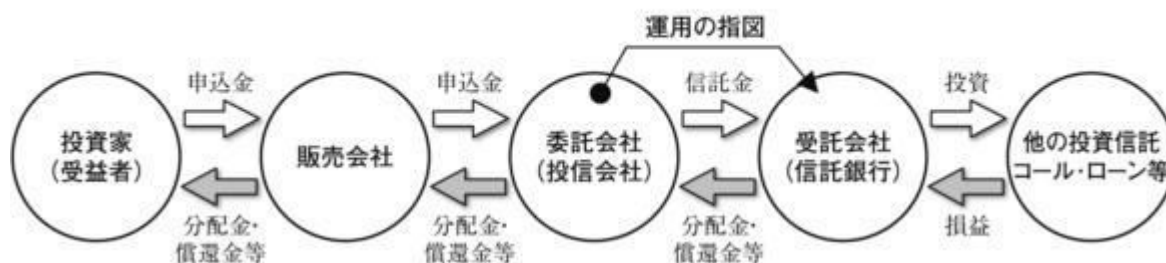 運用の指図
申込金
申込金
信託金
投資
投資家
(受益者)
販売会社
委託会社
(投信会社)
受託会社
(信託銀行)
他の投資信託
コール・ローン等
分配金・
償還金等
分配金・
償還金等
分配金・
償還金等
損益